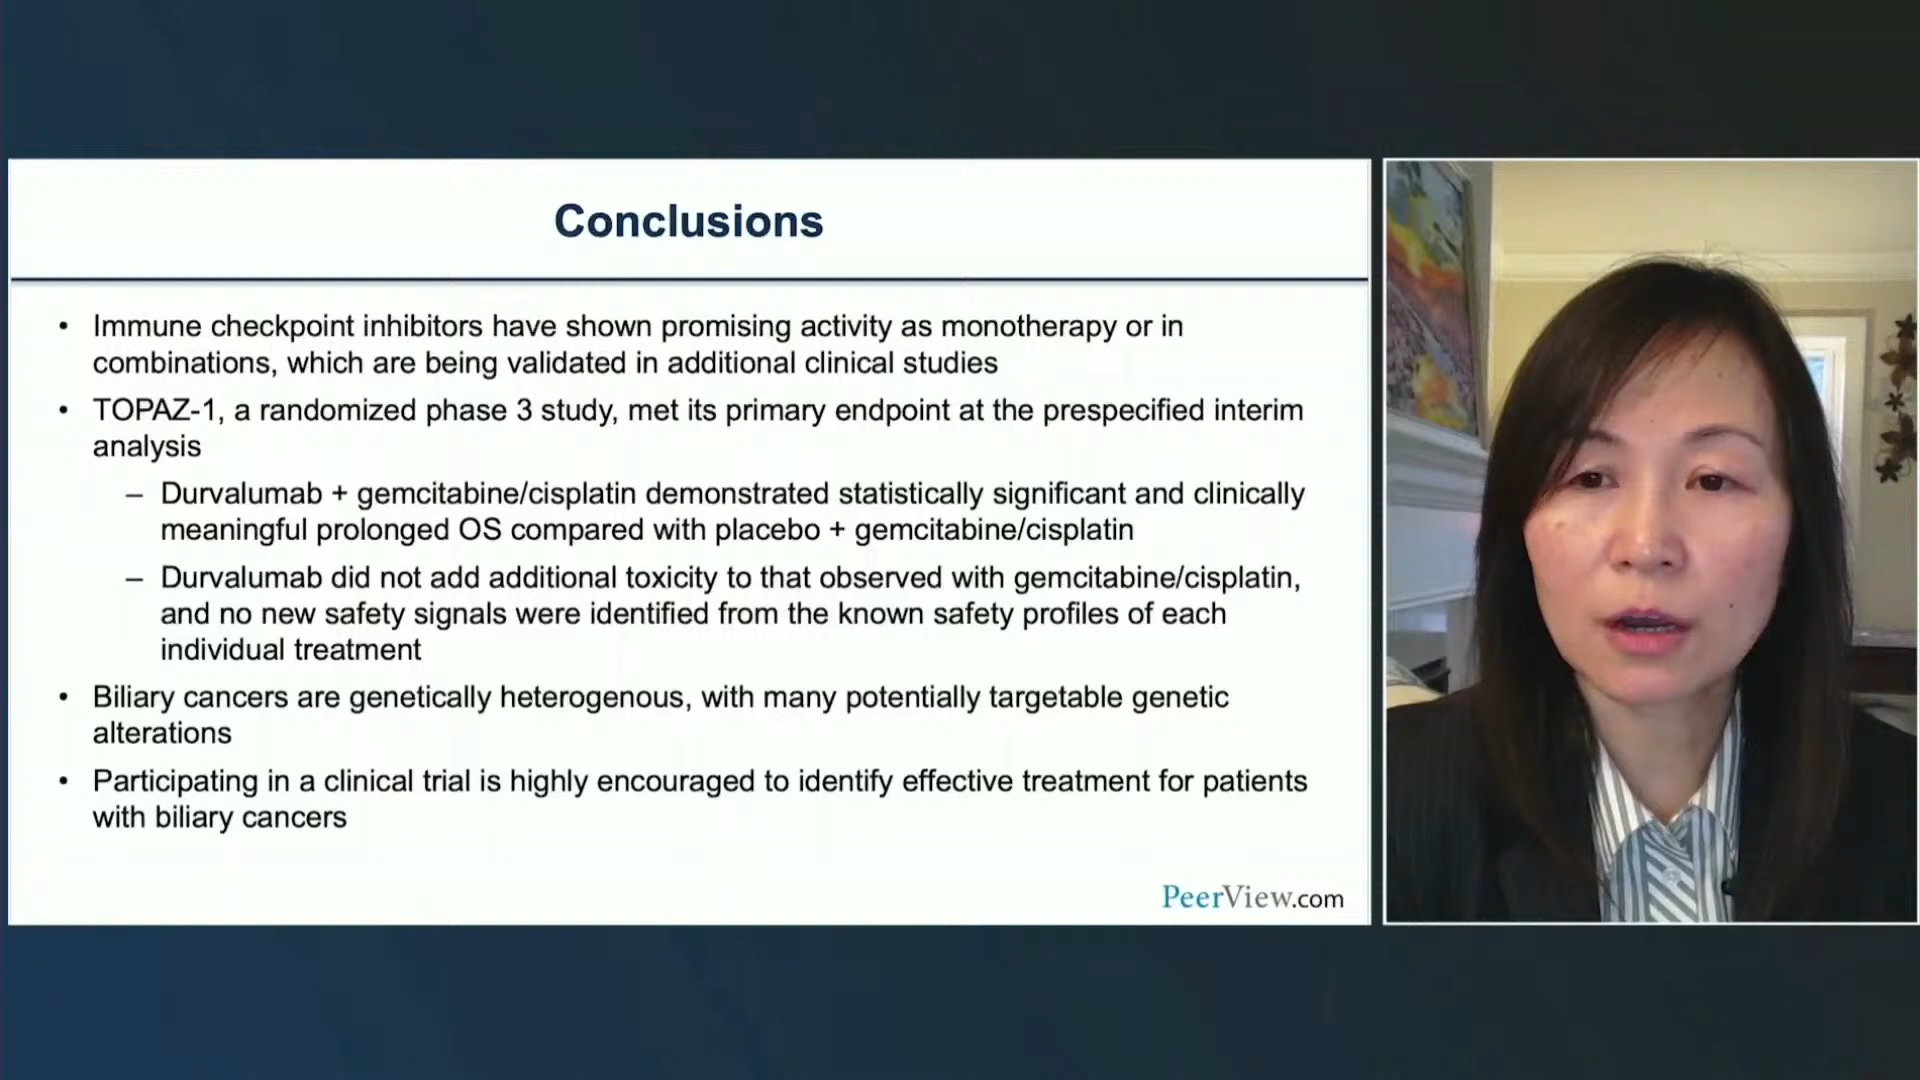 Conclusions
• Immune checkpoint inhibitors have shown promising activity as monotherapy or in
combinations, which are being validated in additional clinical studies
• TOPAZ-1, a randomized phase 3 study, met its primary endpoint at the prespecified interim
analysis
– Durvalumab + gemcitabine/cisplatin demonstrated statistically significant and clinically
meaningful prolonged OS compared with placebo + gemcitabine/cisplatin
– Durvalumab did not add additional toxicity to that observed with gemcitabine/cisplatin,
and no new safety signals were identified from the known safety profiles of each
individual treatment
• Biliary cancers are genetically heterogenous, with many potentially targetable genetic
alterations
• Participating in a clinical trial is highly encouraged to identify effective treatment for patients
with biliary cancers
PeerView.com